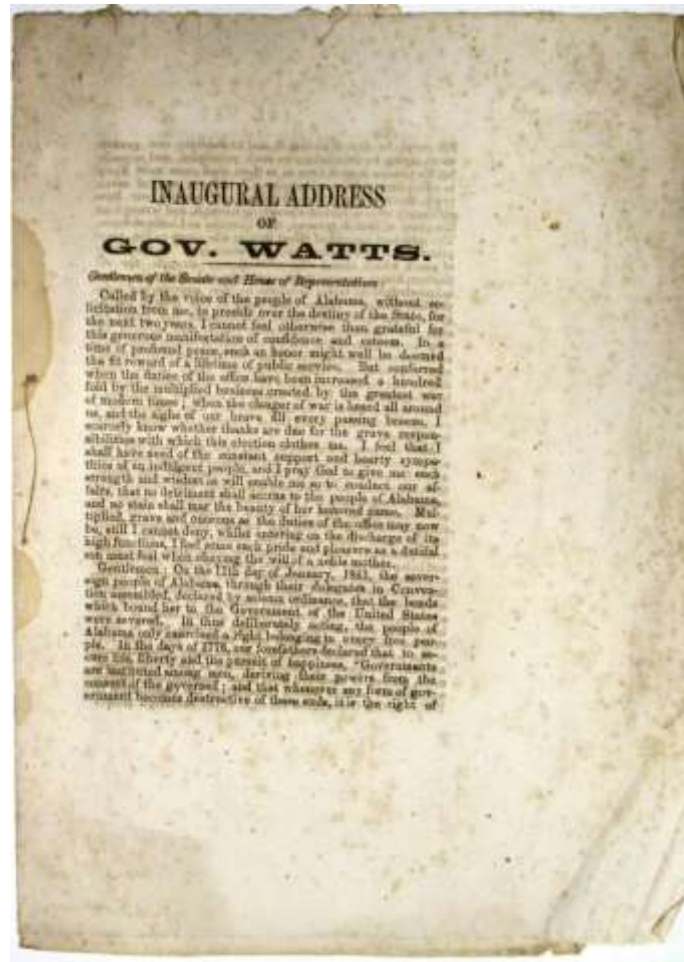 INAUGURAL ADDRESS
OF
GOV. WATTS.
Gentlemen of the Senate and House of Representatives:
Called by the voice of the people of Alabama, without so-
licitation from me, to preside over the destiny of the State, for
the next two years, I cannot feel otherwise than grateful for
this generous manifestation of confidence and esteem. In a
time of profound peace, such an honor might well be deemed
the fit reward of a lifetime of public service. But conferred
when the duties of the office have been increased a hundred
fold by the multiplied business created by the greatest war
of modern times; when the clangor of war is heard all around
us, and the sighs of our brave fill every passing breeze, I
scarcely know whether thanks are due for the grave respon-
sibilities with which this election clothes me. I feel that I
shall have need of the constant support and hearty sympa-
thies of an indulgent people, and I pray God to give me such
strength and wisdom as will enable me so to conduct our af-
fairs, that no detriment shall accrue to the people of Alabama,
and no stain shall mar the beauty of her honored name. Mul-
tiplied, grave and onerous as the duties of the office may now
be, still I cannot deny, whilst entering on the discharge of its
high functions, I feel some such pride and pleasure as a dutiful
son must feel when obeying the will of a noble mother.
Gentlemen: On the 11th day of January, 1861, the sover-
eign people of Alabama, through their delegates in Conven-
tion assembled, declared by solemn ordinance, that the bonds
which bound her to the Government of the United States
were severed. In thus deliberately acting, the people of
Alabama only exercised a right belonging to every free peo-
ple. In the days of 1776, our forefathers declared that to se-
cure life, liberty and the pursuit of happiness, "Governments
are instituted among men, deriving their powers from the
consent of the governed; and that whenever any form of gov-
ernment becomes destructive of these ends, it is the right of